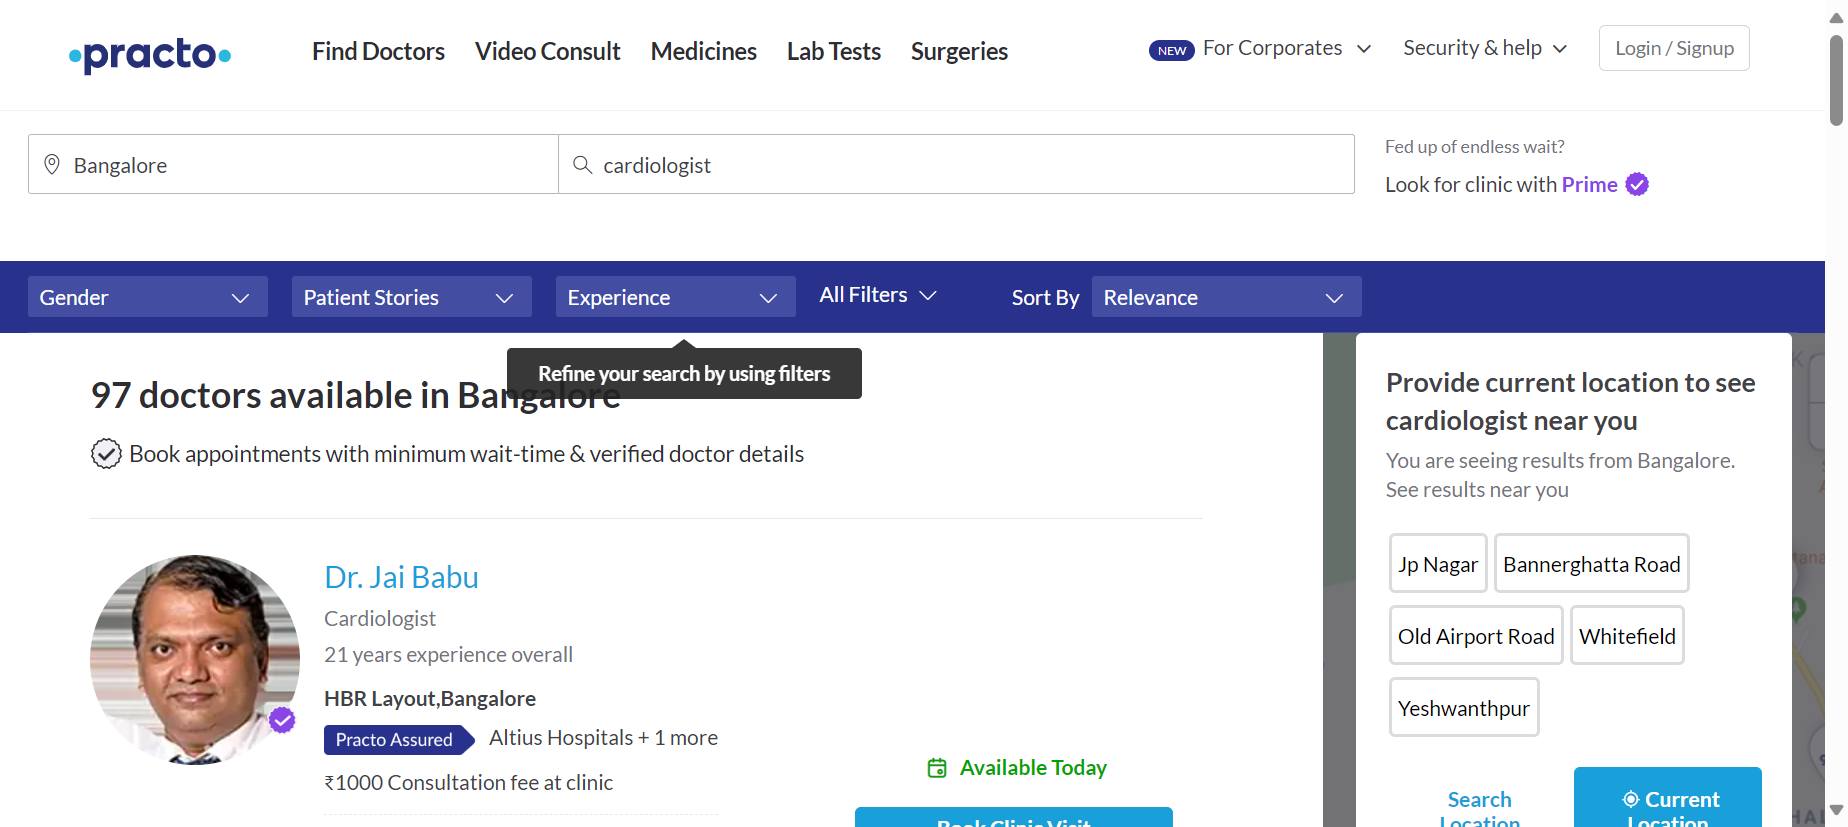 practo
Find Doctors
Video Consult
Medicines
Lab Tests
Surgeries
NEW For Corporates
Security & help
Login / Signup
Bangalore
cardiologist
Fed up of endless wait?
Look for clinic with Prime
Gender
Patient Stories
Experience
All Filters
Sort By
Relevance
Refine your search by using filters
97 doctors available in Bangalore
Book appointments with minimum wait-time & verified doctor details
Dr. Jai Babu
Cardiologist
21 years experience overall
HBR Layout,Bangalore
Practo Assured Altius Hospitals + 1 more
₹1000 Consultation fee at clinic
Available Today
Book Clinic Visit
Provide current location to see
cardiologist near you
You are seeing results from Bangalore.
See results near you
Jp Nagar
Bannerghatta Road
Old Airport Road
Whitefield
Yeshwanthpur
Search
Location
Current
Location